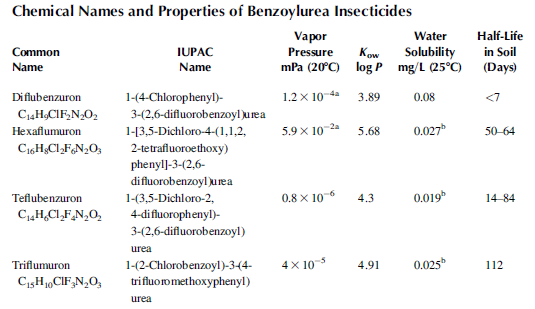 Chemical Names and Properties of Benzoylurea Insecticides
Vapor Water Half-Life
Common IUPAC Pressure Kow Solubility in Soil
Name Name mPa (20°C) log P mg/L (25°C) (Days)
Diflubenzuron 1-(4-Chlorophenyl)- 1.2 × 10⁻⁴ᵃ 3.89 0.08 <7
C₁₄H₉ClF₂N₂O₂ 3-(2,6-difluorobenzoyl)urea
Hexaflumuron 1-[3,5-Dichloro-4-(1,1,2, 5.9 × 10⁻²ᵃ 5.68 0.027ᵇ 50–64
C₁₆H₈Cl₂F₆N₂O₃ 2-tetrafluoroethoxy)
phenyl]-3-(2,6-
difluorobenzoyl)urea
Teflubenzuron 1-(3,5-Dichloro-2, 0.8 × 10⁻⁶ 4.3 0.019ᵇ 14–84
C₁₄H₆Cl₂F₄N₂O₂ 4-difluorophenyl)-
3-(2,6-difluorobenzoyl)
urea
Triflumuron 1-(2-Chlorobenzoyl)-3-(4- 4 × 10⁻⁵ 4.91 0.025ᵇ 112
C₁₅H₁₀ClF₃N₂O₃ trifluoromethoxyphenyl)
urea